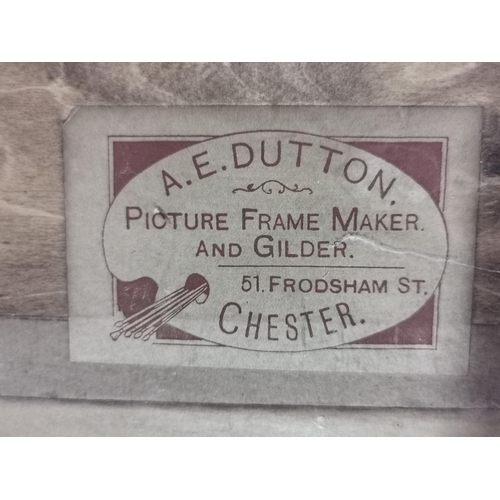 A.E.DUTTON.
PICTURE FRAME MAKER.
AND GILDER.
51. FRODSHAM ST.
CHESTER.